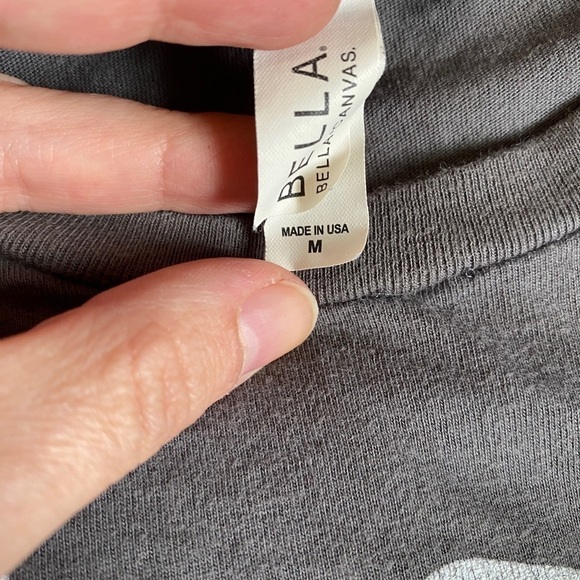 BELLA.
BELLA+CANVAS.
MADE IN USA
M